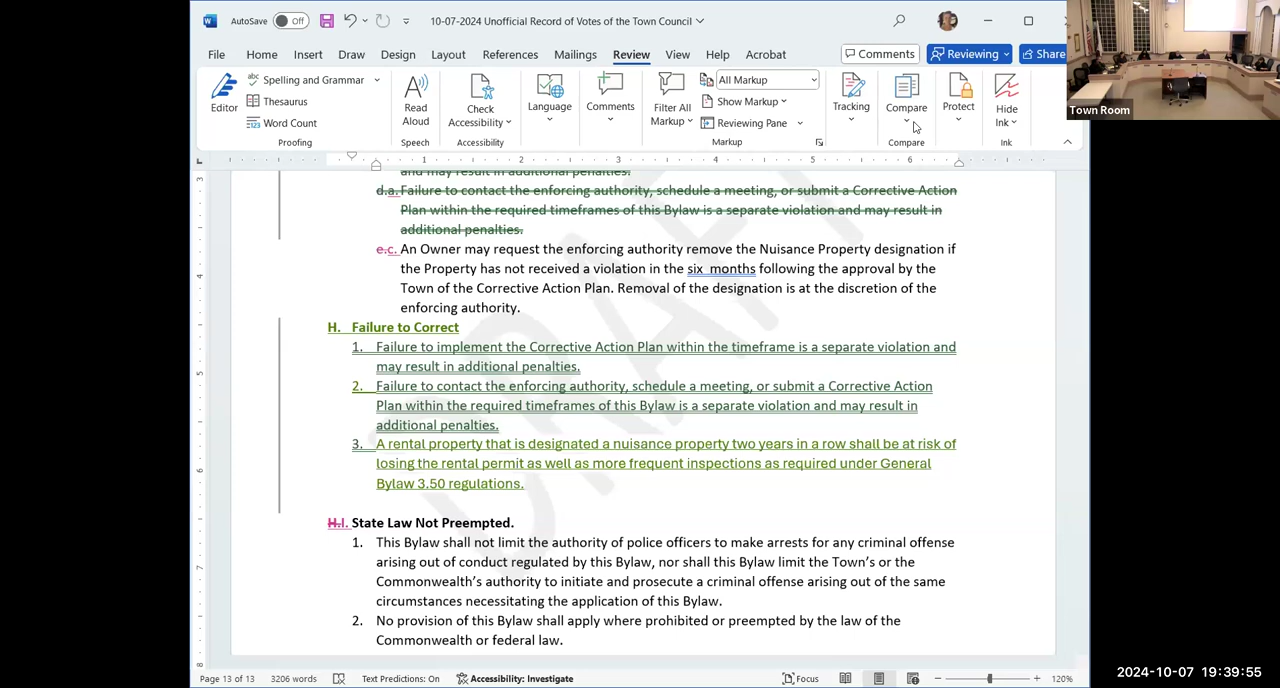 AutoSave Off 10-07-2024 Unofficial Record of Votes of the Town Council
File Home Insert Draw Design Layout References Mailings Review View Help Acrobat Comments Reviewing Share
Editor Spelling and Grammar Thesaurus Word Count Proofing
Read Aloud Speech
Check Accessibility Accessibility
Language
Comments
Filter All Markup All Markup Show Markup Reviewing Pane Markup
Tracking
Compare Compare
Protect
Hide Ink Ink
Town Room
1 2 3 4 5 6
and may result in additional penalties.
d.a. Failure to contact the enforcing authority, schedule a meeting, or submit a Corrective Action
Plan within the required timeframes of this Bylaw is a separate violation and may result in
additional penalties.
e.c. An Owner may request the enforcing authority remove the Nuisance Property designation if
the Property has not received a violation in the six months following the approval by the
Town of the Corrective Action Plan. Removal of the designation is at the discretion of the
enforcing authority.
H. Failure to Correct
1. Failure to implement the Corrective Action Plan within the timeframe is a separate violation and
may result in additional penalties.
2. Failure to contact the enforcing authority, schedule a meeting, or submit a Corrective Action
Plan within the required timeframes of this Bylaw is a separate violation and may result in
additional penalties.
3. A rental property that is designated a nuisance property two years in a row shall be at risk of
losing the rental permit as well as more frequent inspections as required under General
Bylaw 3.50 regulations.
H.I. State Law Not Preempted.
1. This Bylaw shall not limit the authority of police officers to make arrests for any criminal offense
arising out of conduct regulated by this Bylaw, nor shall this Bylaw limit the Town's or the
Commonwealth's authority to initiate and prosecute a criminal offense arising out of the same
circumstances necessitating the application of this Bylaw.
2. No provision of this Bylaw shall apply where prohibited or preempted by the law of the
Commonwealth or federal law.
DRAFT
Page 13 of 13 3206 words Text Predictions: On Accessibility: Investigate Focus 120%
2024-10-07 19:39:55